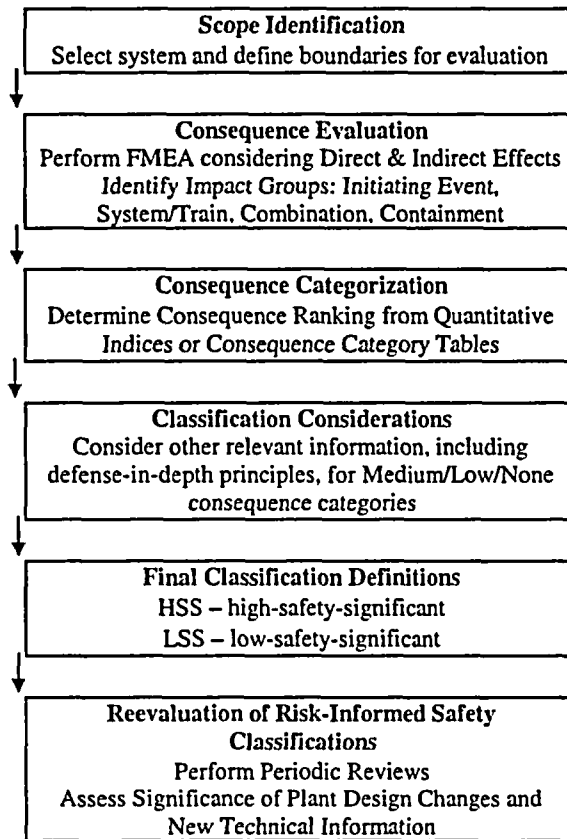 Scope Identification
Select system and define boundaries for evaluation
Consequence Evaluation
Perform FMEA considering Direct & Indirect Effects
Identify Impact Groups: Initiating Event,
System/Train, Combination, Containment
Consequence Categorization
Determine Consequence Ranking from Quantitative
Indices or Consequence Category Tables
Classification Considerations
Consider other relevant information, including
defense-in-depth principles, for Medium/Low/None
consequence categories
Final Classification Definitions
HSS – high-safety-significant
LSS – low-safety-significant
Reevaluation of Risk-Informed Safety
Classifications
Perform Periodic Reviews
Assess Significance of Plant Design Changes and
New Technical Information